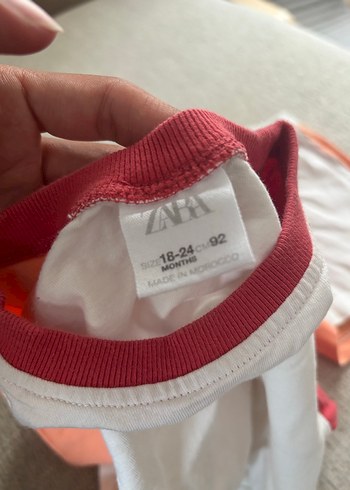 ZARA
SIZE 18-24 CM 92
MONTHS
MADE IN MOROCCO